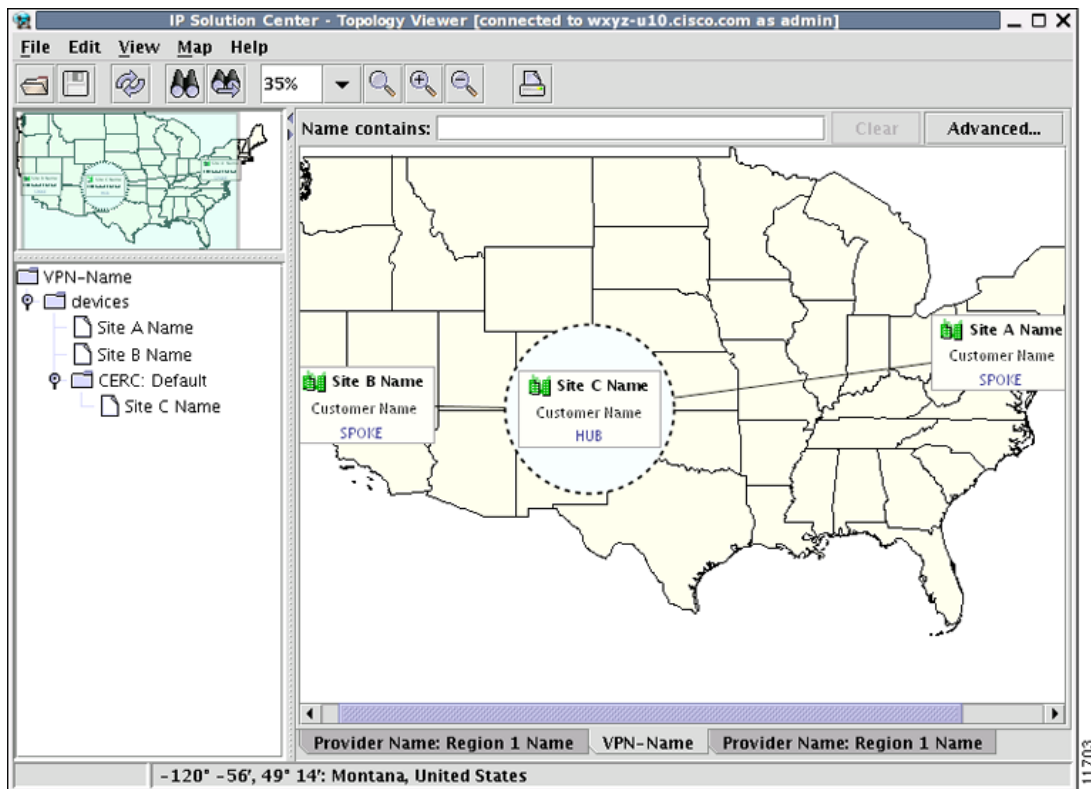 IP Solution Center - Topology Viewer [connected to wxyz-u10.cisco.com as admin]
File Edit View Map Help
35%
Name contains: Clear Advanced...
VPN-Name
devices
Site A Name
Site B Name
CERC: Default
Site C Name
Site A Name
Customer Name
SPOKE
Site B Name
Customer Name
SPOKE
Site C Name
Customer Name
HUB
Provider Name: Region 1 Name VPN-Name Provider Name: Region 1 Name
-120° -56', 49° 14': Montana, United States
11703